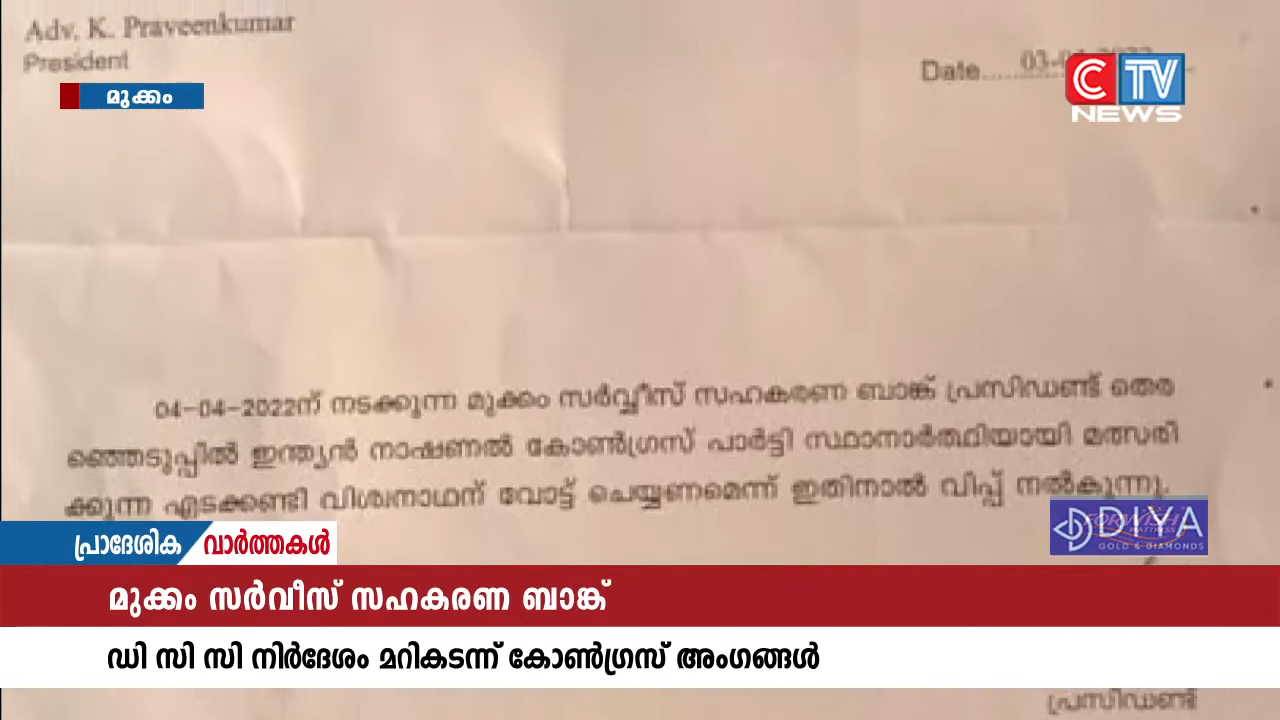 Adv. K. Praveenkumar
President
Date
മുക്കം
CTV
NEWS
04-04-2022ന് നടക്കുന്ന മുക്കം സർവ്വീസ് സഹകരണ ബാങ്ക് പ്രസിഡണ്ട് തെര
ഞ്ഞെടുപ്പിൽ ഇന്ത്യൻ നാഷണൽ കോൺഗ്രസ് പാർട്ടി സ്ഥാനാർത്ഥിയായി മത്സരി
ക്കുന്ന എടക്കണ്ടി വിശ്വനാഥന് വോട്ട് ചെയ്യണമെന്ന് ഇതിനാൽ വിപ്പ് നൽകുന്നു.
DIYA
GOLD & DIAMONDS
പ്രാദേശിക വാർത്തകൾ
മുക്കം സർവീസ് സഹകരണ ബാങ്ക്
ഡി സി സി നിർദേശം മറികടന്ന് കോൺഗ്രസ് അംഗങ്ങൾ
പ്രസിഡണ്ട്